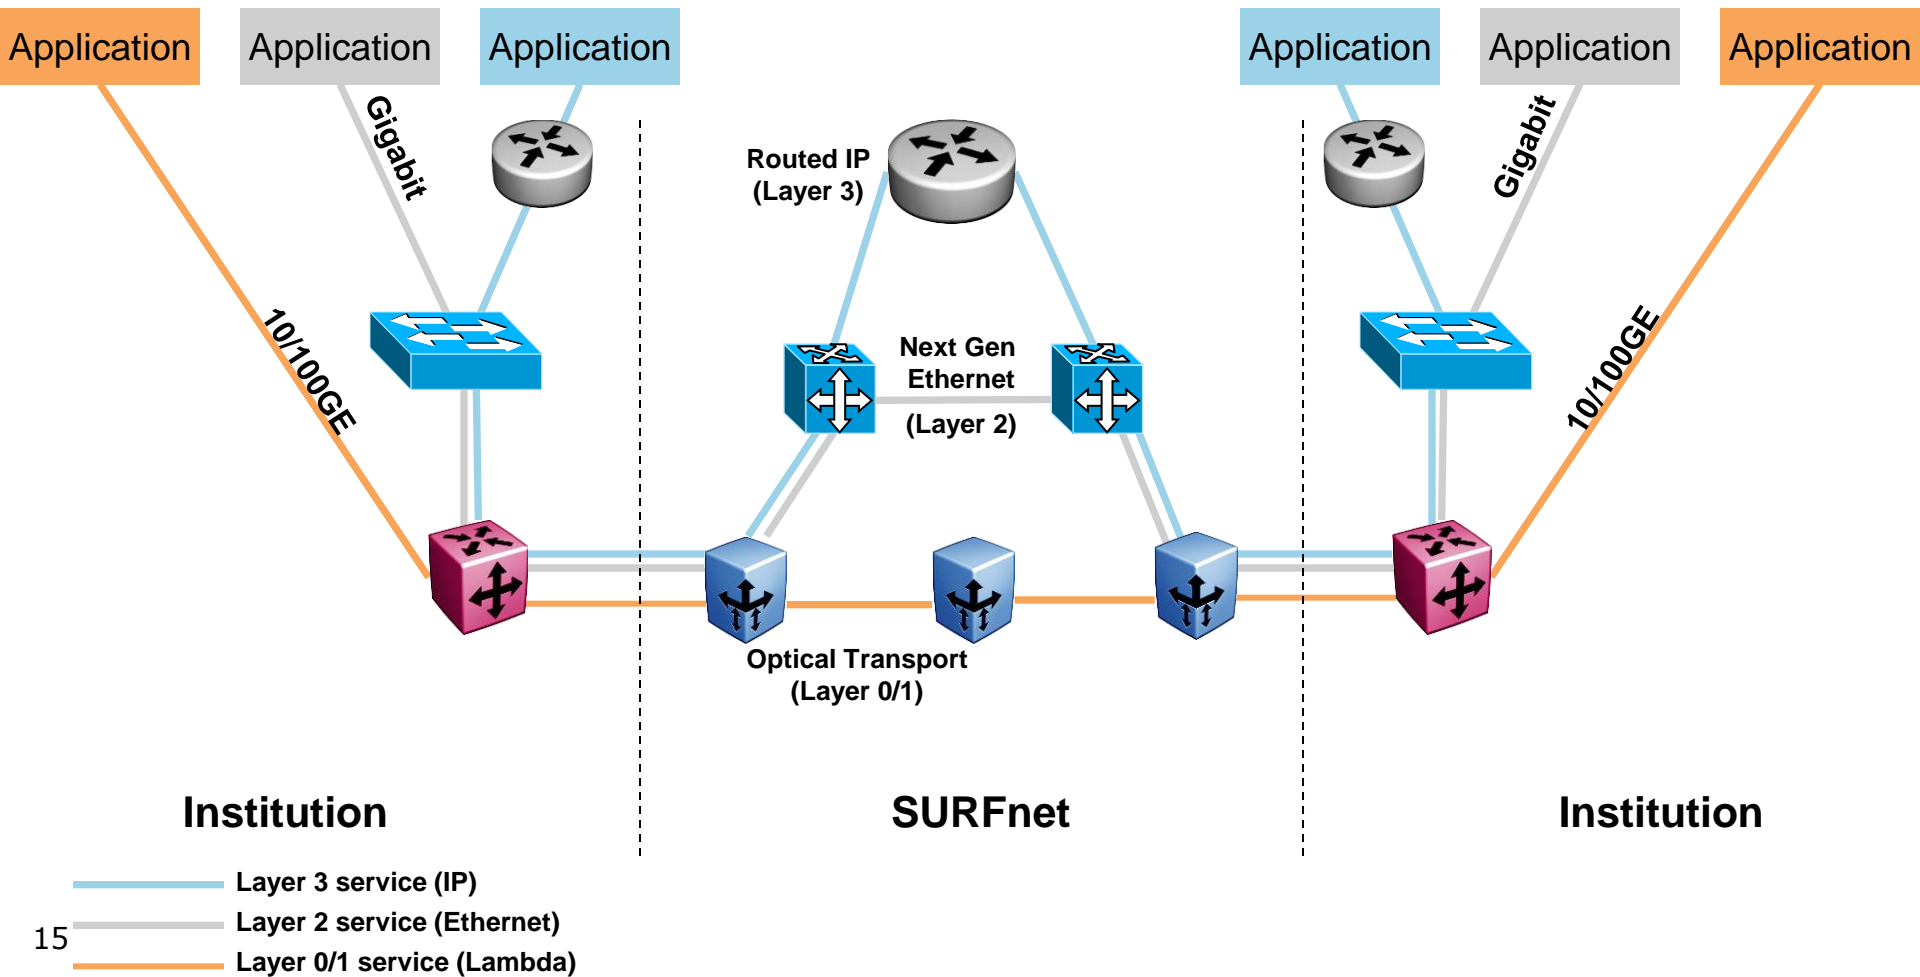 Application
Application
Application
Application
Application
Application
Gigabit
Gigabit
Routed IP
(Layer 3)
10/100GE
10/100GE
Next Gen
Ethernet
(Layer 2)
Optical Transport
(Layer 0/1)
Institution
SURFnet
Institution
Layer 3 service (IP)
Layer 2 service (Ethernet)
15
Layer 0/1 service (Lambda)